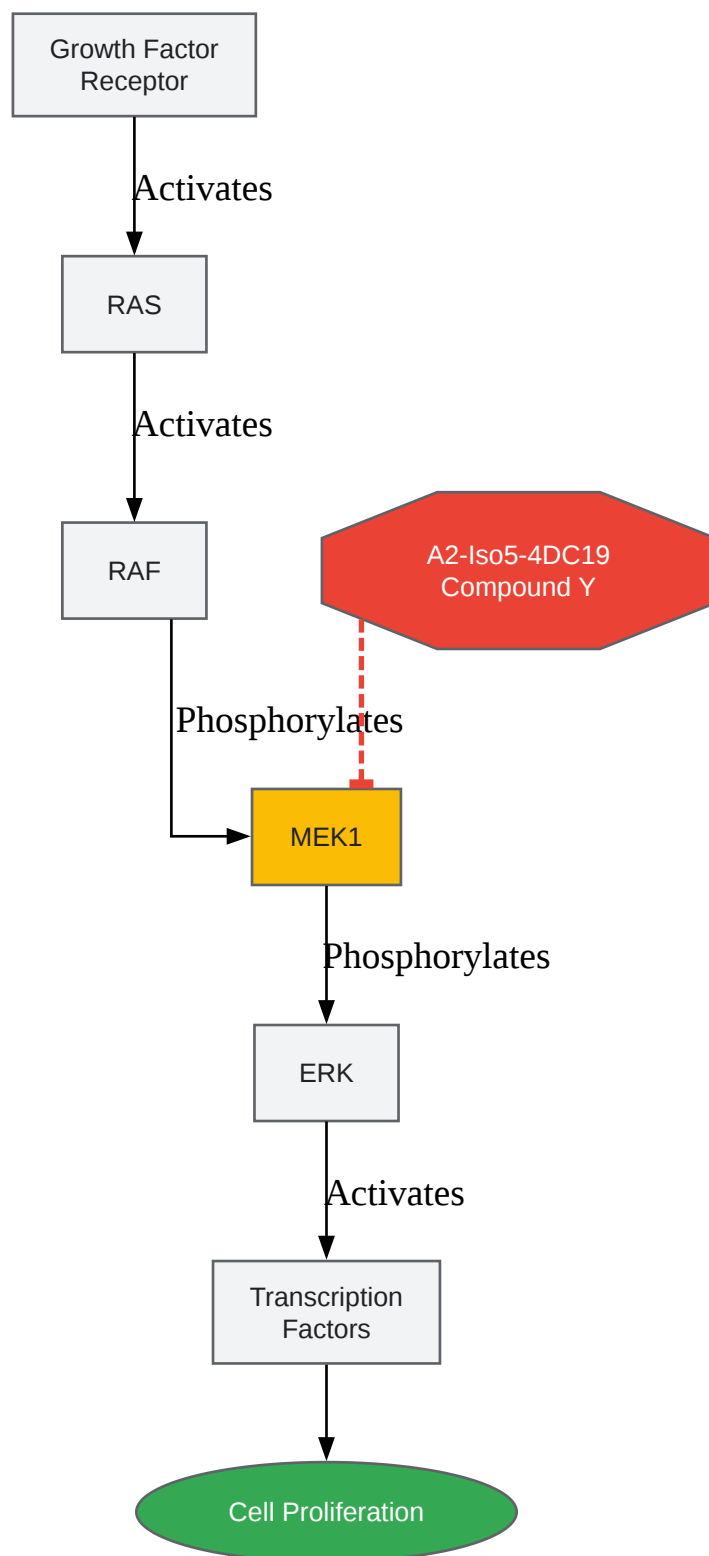 Growth Factor
Receptor
Activates
RAS
Activates
RAF
A2-Iso5-4DC19
Compound Y
Phosphorylates
MEK1
Phosphorylates
ERK
Activates
Transcription
Factors
Cell Proliferation